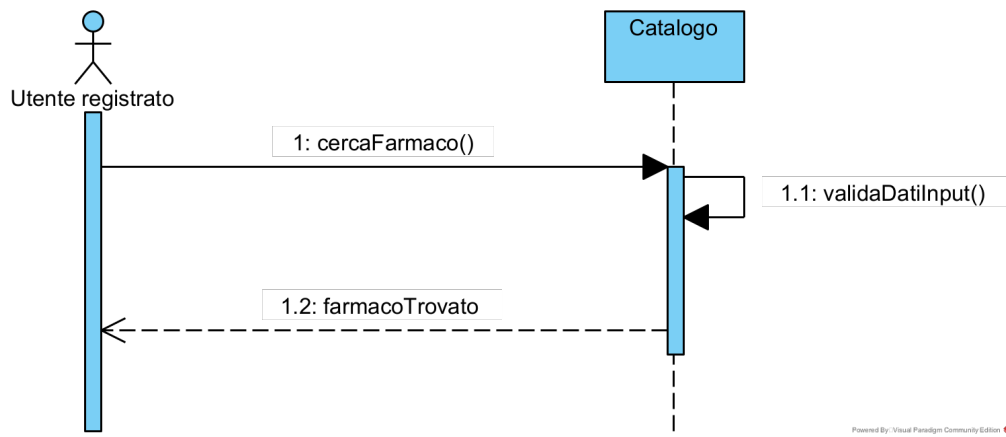 Catalogo
Utente registrato
1: cercaFarmaco()
1.1: validaDatiInput()
1.2: farmacoTrovato
Powered By: Visual Paradigm Community Edition